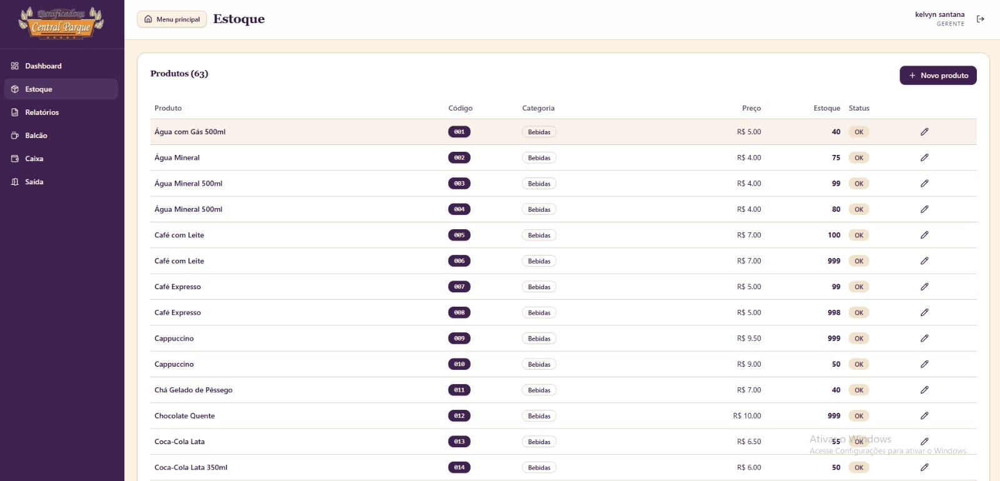 Panificadora
Central Parque
Menu principal
Estoque
kelvyn santana
GERENTE
Dashboard
Estoque
Relatórios
Balcão
Caixa
Saída
Produtos (63)
+ Novo produto
Produto Código Categoria Preço Estoque Status
Água com Gás 500ml 001 Bebidas R$ 5.00 40 OK
Água Mineral 002 Bebidas R$ 4.00 75 OK
Água Mineral 500ml 003 Bebidas R$ 4.00 99 OK
Água Mineral 500ml 004 Bebidas R$ 4.00 80 OK
Café com Leite 005 Bebidas R$ 7.00 100 OK
Café com Leite 006 Bebidas R$ 7.00 999 OK
Café Expresso 007 Bebidas R$ 5.00 99 OK
Café Expresso 008 Bebidas R$ 5.00 998 OK
Cappuccino 009 Bebidas R$ 9.50 999 OK
Cappuccino 010 Bebidas R$ 9.00 50 OK
Chá Gelado de Pêssego 011 Bebidas R$ 7.00 40 OK
Chocolate Quente 012 Bebidas R$ 10.00 999 OK
Coca-Cola Lata 013 Bebidas R$ 6.50 55 OK
Coca-Cola Lata 350ml 014 Bebidas R$ 6.00 50 OK
Ativar o Windows
Acesse Configurações para ativar o Windows.